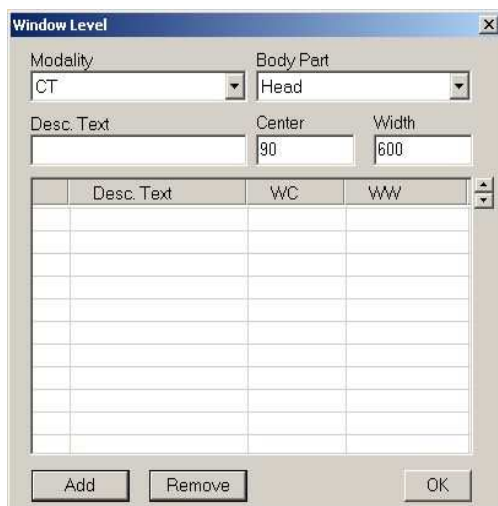 Window Level
Modality Body Part
CT Head
Desc. Text Center Width
90 600
Desc. Text WC WW
Add Remove OK